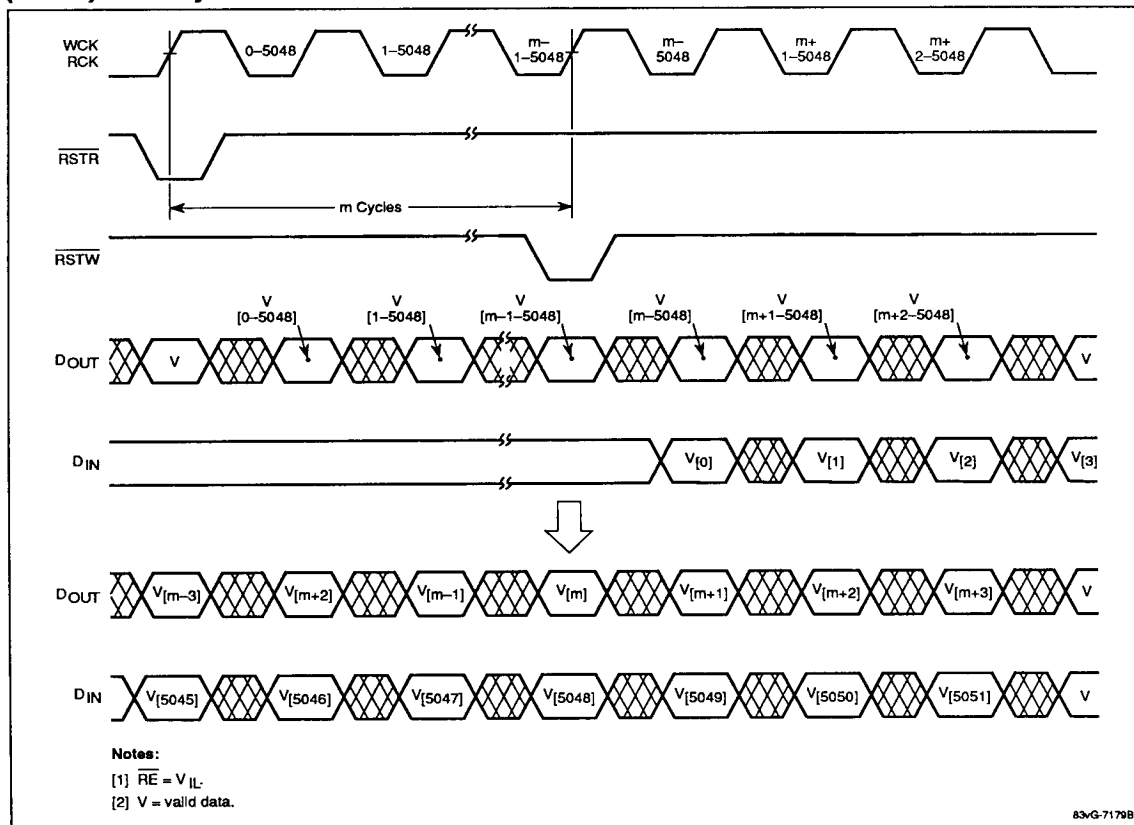 WCK
RCK
0–5048
1–5048
m–
1–5048
m–
5048
m+
1–5048
m+
2–5048
RSTR
m Cycles
RSTW
V
[0–5048]
V
[1–5048]
V
[m–1–5048]
V
[m–5048]
V
[m+1–5048]
V
[m+2–5048]
DOUT
V
V
DIN
V[0]
V[1]
V[2]
V[3]
DOUT
V[m–3]
V[m+2]
V[m–1]
V[m]
V[m+1]
V[m+2]
V[m+3]
V
DIN
V[5045]
V[5046]
V[5047]
V[5048]
V[5049]
V[5050]
V[5051]
V
Notes:
[1] RE = VIL.
[2] V = valid data.
83vG-7179B